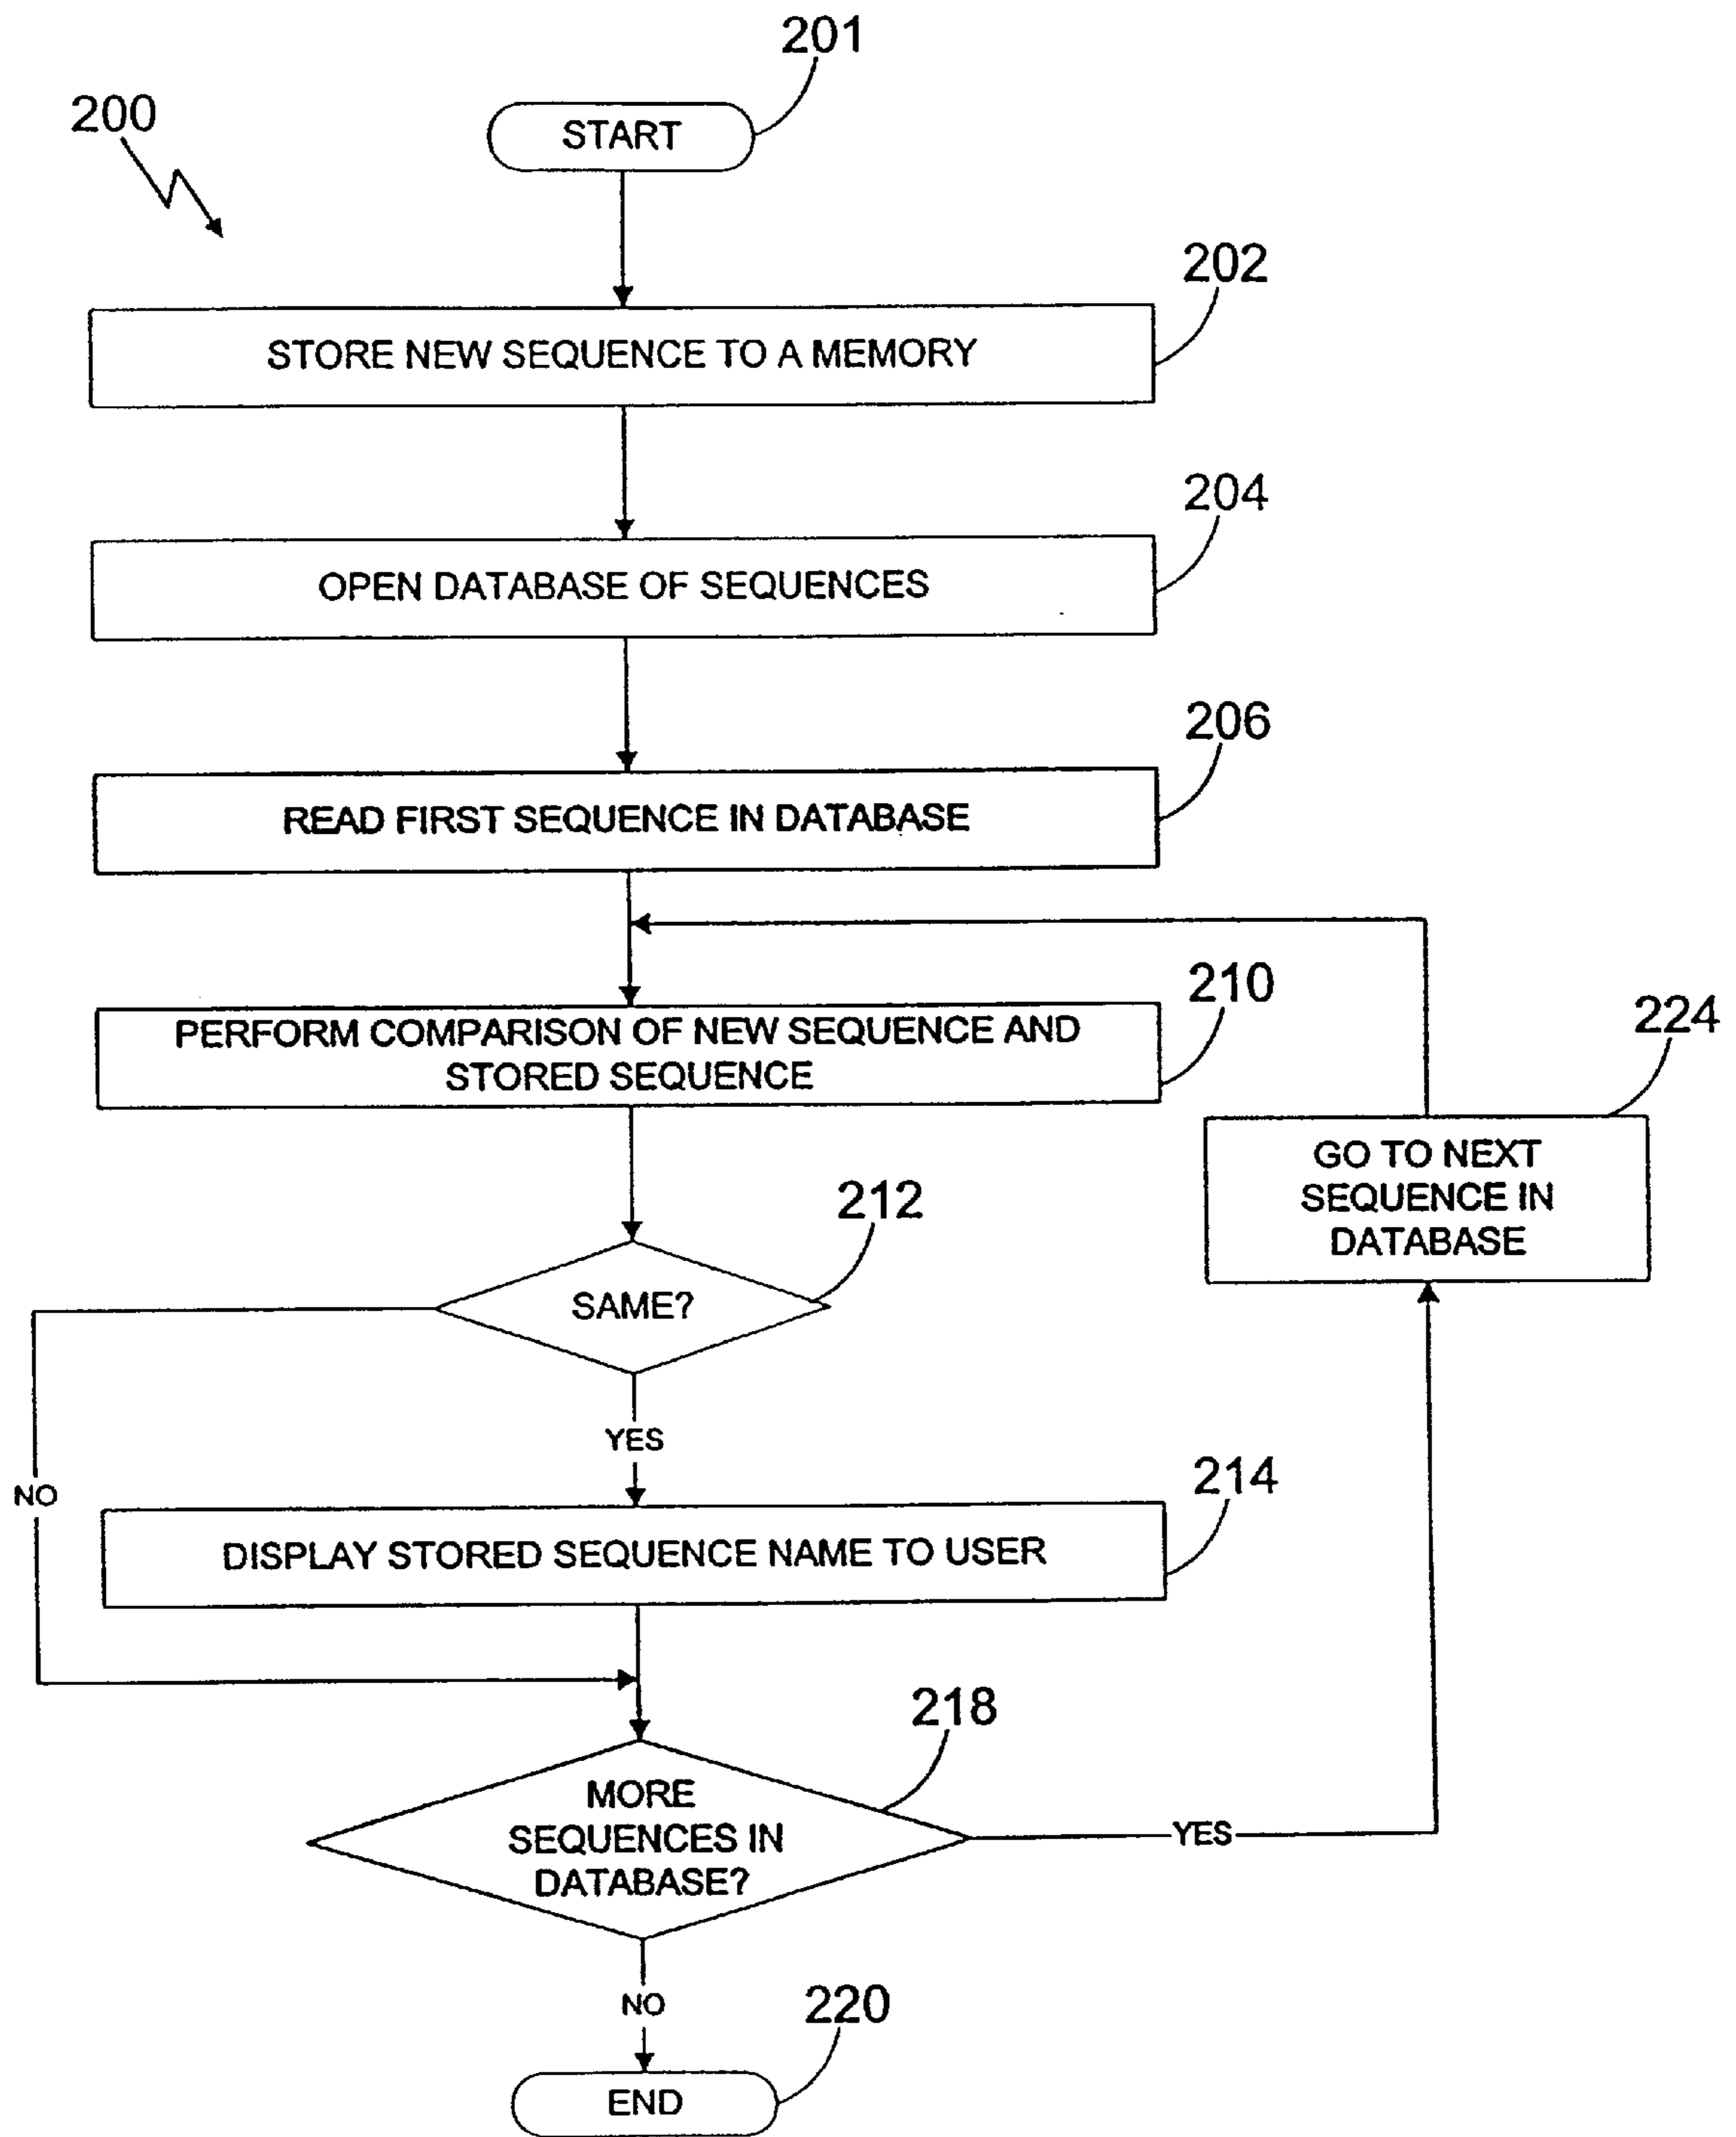 201
200
START
202
STORE NEW SEQUENCE TO A MEMORY
204
OPEN DATABASE OF SEQUENCES
206
READ FIRST SEQUENCE IN DATABASE
210
PERFORM COMPARISON OF NEW SEQUENCE AND
STORED SEQUENCE
224
GO TO NEXT
SEQUENCE IN
DATABASE
212
SAME?
YES
NO
214
DISPLAY STORED SEQUENCE NAME TO USER
218
MORE
SEQUENCES IN
DATABASE?
YES
NO
220
END